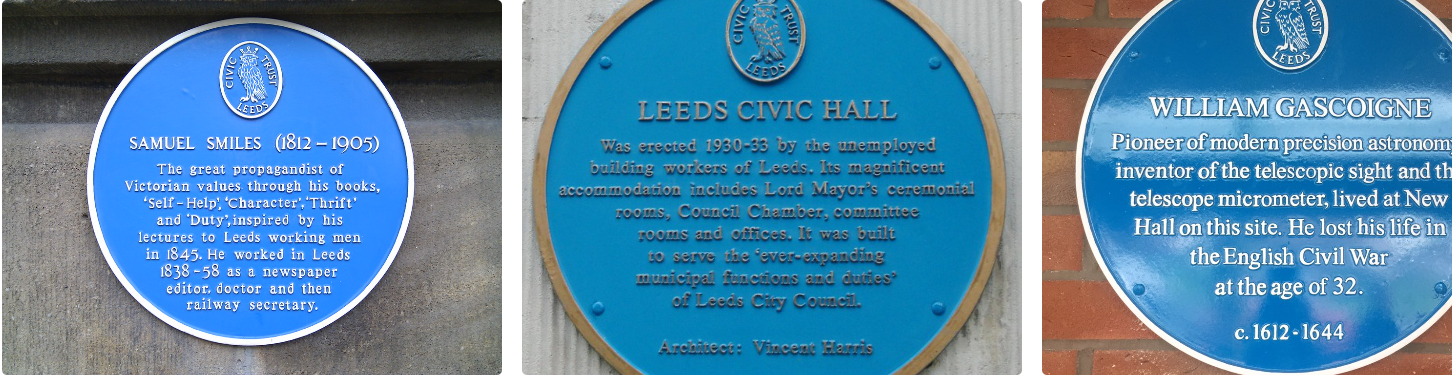 CIVIC TRUST
LEEDS
SAMUEL SMILES (1812 – 1905)
The great propagandist of
Victorian values through his books,
'Self-Help', 'Character', 'Thrift'
and 'Duty', inspired by his
lectures to Leeds working men
in 1845. He worked in Leeds
1838-58 as a newspaper
editor, doctor and then
railway secretary.
CIVIC TRUST
LEEDS
LEEDS CIVIC HALL
Was erected 1930-33 by the unemployed
building workers of Leeds. Its magnificent
accommodation includes Lord Mayor's ceremonial
rooms, Council Chamber, committee
rooms and offices. It was built
to serve the 'ever-expanding
municipal functions and duties'
of Leeds City Council.
Architect: Vincent Harris
CIVIC TRUST
LEEDS
WILLIAM GASCOIGNE
Pioneer of modern precision astronomy
inventor of the telescopic sight and th
telescope micrometer, lived at New
Hall on this site. He lost his life in
the English Civil War
at the age of 32.
c.1612-1644